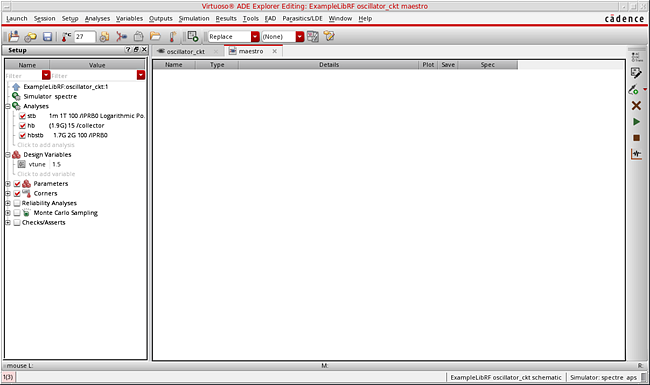 Virtuoso® ADE Explorer Editing: ExampleLibRF oscillator_ckt maestro
Launch Session Setup Analyses Variables Outputs Simulation Results Tools EAD Parasitics/LDE Window Help cādence
27 Replace (None)
Setup ? oscillator_ckt maestro
Name Value Name Type Details Plot Save Spec
Filter Filter
ExampleLibRF:oscillator_ckt:1
Simulator spectre
Analyses
stb 1m 1T 100 /IPRB0 Logarithmic Po.
hb (1.9G) 15 /collector
hbstb 1.7G 2G 100 /IPRB0
Click to add analysis
Design Variables
vtune 1.5
Click to add variable
Parameters
Corners
Reliability Analyses
Monte Carlo Sampling
Checks/Asserts
mouse L: M: R:
1(3) ExampleLibRF oscillator_ckt schematic Simulator: spectre aps